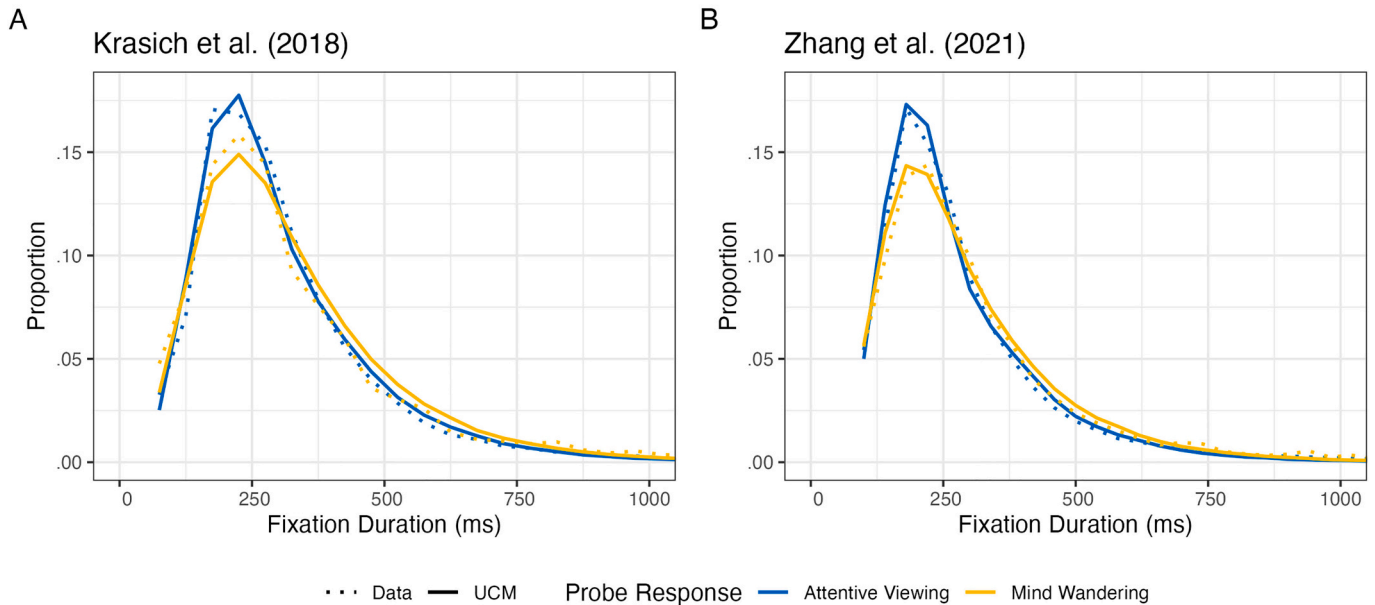 A
Krasich et al. (2018)
Proportion
.15
.10
.05
.00
0 250 500 750 1000
Fixation Duration (ms)
B
Zhang et al. (2021)
Proportion
.15
.10
.05
.00
0 250 500 750 1000
Fixation Duration (ms)
Data UCM Probe Response Attentive Viewing Mind Wandering